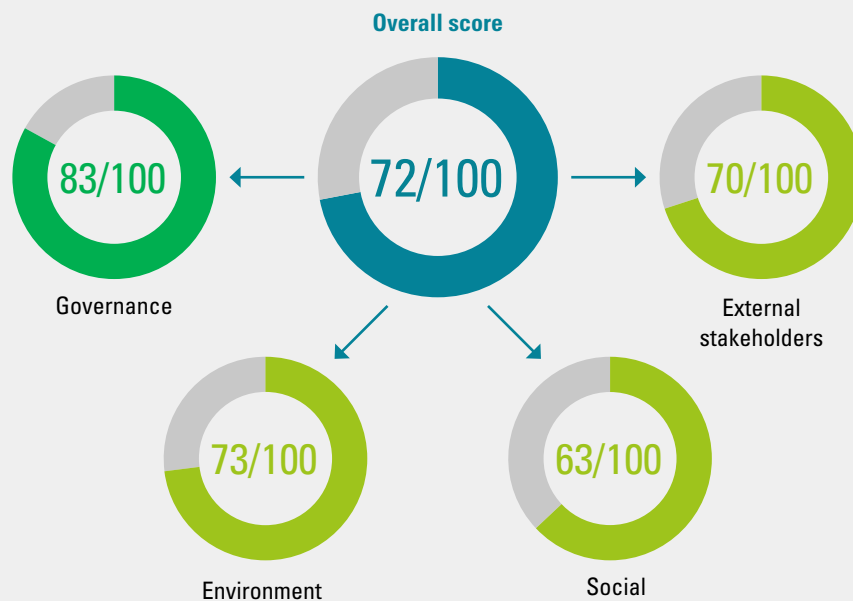 Overall score
83/100
72/100
70/100
Governance
External
stakeholders
73/100
63/100
Environment
Social